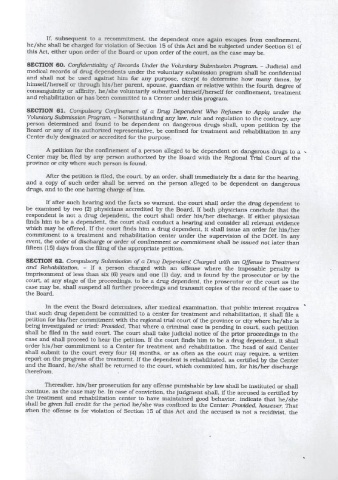 If, subsequent to a recommitment, the dependent once again escapes from confinement,
he/she shall be charged for violation of Section 15 of this Act and be subjected under Section 61 of
this Act, either upon order of the Board or upon order of the court, as the case may be.
SECTION 60. Confidentiality of Records Under the Voluntary Submission Program. – Judicial and
medical records of drug dependents under the voluntary submission program shall be confidential
and shall not be used against him for any purpose, except to determine how many times, by
himself/herself or through his/her parent, spouse, guardian or relative within the fourth degree of
consanguinity or affinity, he/she voluntarily submitted himself/herself for confinement, treatment
and rehabilitation or has been committed to a Center under this program.
SECTION 61. Compulsory Confinement of a Drug Dependent Who Refuses to Apply under the
Voluntary Submission Program. – Notwithstanding any law, rule and regulation to the contrary, any
person determined and found to be dependent on dangerous drugs shall, upon petition by the
Board or any of its authorized representative, be confined for treatment and rehabilitation in any
Center duly designated or accredited for the purpose.
A petition for the confinement of a person alleged to be dependent on dangerous drugs to a
Center may be filed by any person authorized by the Board with the Regional Trial Court of the
province or city where such person is found.
After the petition is filed, the court, by an order, shall immediately fix a date for the hearing,
and a copy of such order shall be served on the person alleged to be dependent on dangerous
drugs, and to the one having charge of him.
If after such hearing and the facts so warrant, the court shall order the drug dependent to
be examined by two (2) physicians accredited by the Board. If both physicians conclude that the
respondent is not a drug dependent, the court shall order his/her discharge. If either physician
finds him to be a dependent, the court shall conduct a hearing and consider all relevant evidence
which may be offered. If the court finds him a drug dependent, it shall issue an order for his/her
commitment to a treatment and rehabilitation center under the supervision of the DOH. In any
event, the order of discharge or order of confinement or commitment shall be issued not later than
fifteen (15) days from the filing of the appropriate petition.
SECTION 62. Compulsory Submission of a Drug Dependent Charged with an Offense to Treatment
and Rehabilitation. – If a person charged with an offense where the imposable penalty is
imprisonment of less than six (6) years and one (1) day, and is found by the prosecutor or by the
court, at any stage of the proceedings, to be a drug dependent, the prosecutor or the court as the
case may be, shall suspend all further proceedings and transmit copies of the record of the case to
the Board.
In the event the Board determines, after medical examination, that public interest requires
that such drug dependent be committed to a center for treatment and rehabilitation, it shall file a
petition for his/her commitment with the regional trial court of the province or city where he/she is
being investigated or tried: Provided, That where a criminal case is pending in court, such petition
shall be filed in the said court. The court shall take judicial notice of the prior proceedings in the
case and shall proceed to hear the petition. If the court finds him to be a drug dependent, it shall
order his/her commitment to a Center for treatment and rehabilitation. The head of said Center
shall submit to the court every four (4) months, or as often as the court may require, a written
report on the progress of the treatment. If the dependent is rehabilitated, as certified by the Center
and the Board, he/she shall be returned to the court, which committed him, for his/her discharge
therefrom.
Thereafter, his/her prosecution for any offense punishable by law shall be instituted or shall
continue, as the case may be. In case of conviction, the judgment shall, if the accused is certified by
the treatment and rehabilitation center to have maintained good behavior, indicate that he/she
shall be given full credit for the period he/she was confined in the Center: Provided, however, That
when the offense is for violation of Section 15 of this Act and the accused is not a recidivist, the